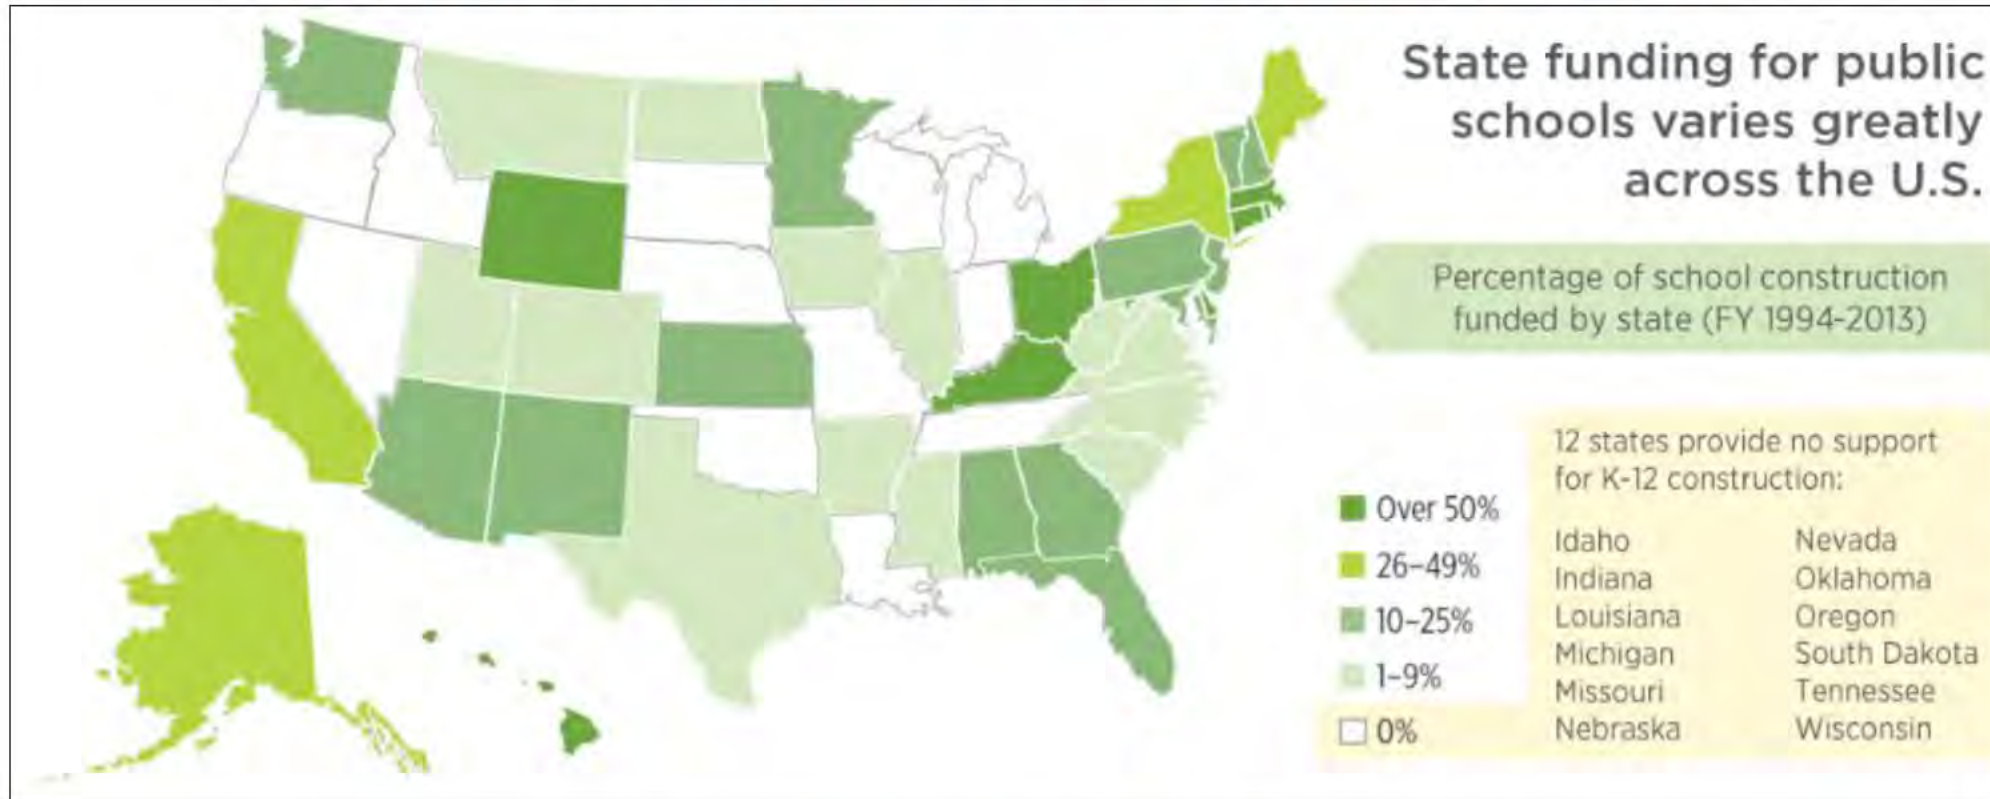 State funding for public
schools varies greatly
across the U.S.
Percentage of school construction
funded by state (FY 1994-2013)
Over 50%
26–49%
10–25%
1–9%
0%
12 states provide no support
for K-12 construction:
Idaho
Indiana
Louisiana
Michigan
Missouri
Nebraska
Nevada
Oklahoma
Oregon
South Dakota
Tennessee
Wisconsin